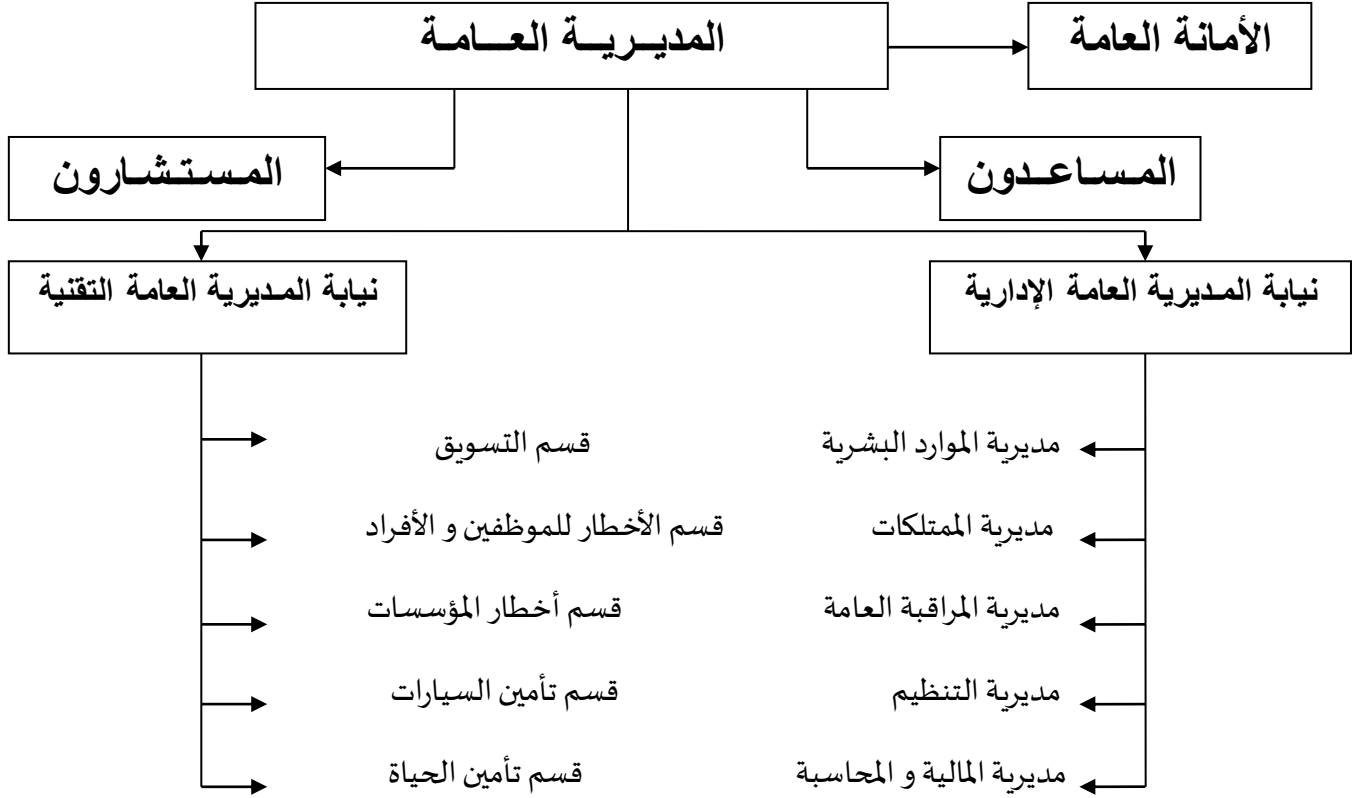 الأمانة العامة
المديرية العامة
المساعدون
المستشارون
نيابة المديرية العامة الإدارية
نيابة المديرية العامة التقنية
مديرية الموارد البشرية
قسم التسويق
مديرية الممتلكات
قسم الأخطار للموظفين و الأفراد
مديرية المراقبة العامة
قسم أخطار المؤسسات
مديرية التنظيم
قسم تأمين السيارات
مديرية المالية و المحاسبة
قسم تأمين الحياة